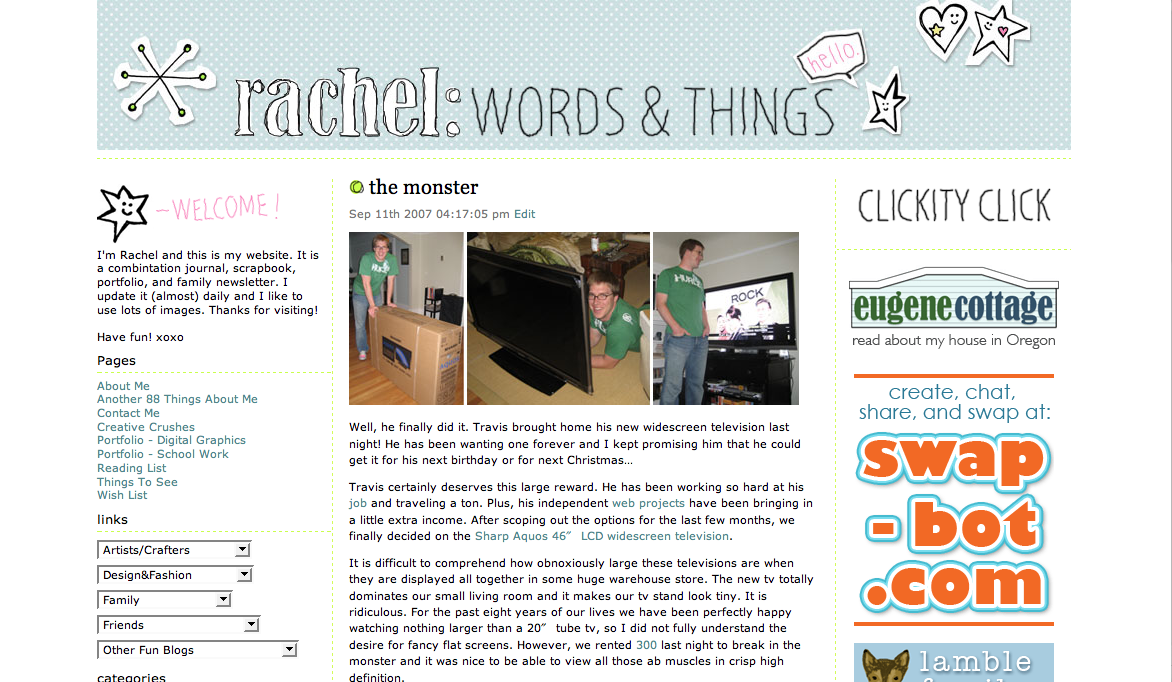 hello.
rachel: WORDS & THINGS
~WELCOME!
I'm Rachel and this is my website. It is
a combintation journal, scrapbook,
portfolio, and family newsletter. I
update it (almost) daily and I like to
use lots of images. Thanks for visiting!
Have fun! xoxo
Pages
About Me
Another 88 Things About Me
Contact Me
Creative Crushes
Portfolio - Digital Graphics
Portfolio - School Work
Reading List
Things To See
Wish List
links
Artists/Crafters
Design&Fashion
Family
Friends
Other Fun Blogs
categories
the monster
Sep 11th 2007 04:17:05 pm Edit
ROCK
Well, he finally did it. Travis brought home his new widescreen television last
night! He has been wanting one forever and I kept promising him that he could
get it for his next birthday or for next Christmas...
Travis certainly deserves this large reward. He has been working so hard at his
job and traveling a ton. Plus, his independent web projects have been bringing in
a little extra income. After scoping out the options for the last few months, we
finally decided on the Sharp Aquos 46″ LCD widescreen television.
It is difficult to comprehend how obnoxiously large these televisions are when
they are displayed all together in some huge warehouse store. The new tv totally
dominates our small living room and it makes our tv stand look tiny. It is
ridiculous. For the past eight years of our lives we have been perfectly happy
watching nothing larger than a 20″ tube tv, so I did not fully understand the
desire for fancy flat screens. However, we rented 300 last night to break in the
monster and it was nice to be able to view all those ab muscles in crisp high
definition.
CLICKITY CLICK
eugenecottage
read about my house in Oregon
create, chat,
share, and swap at:
swap
-bot
.com
lamble